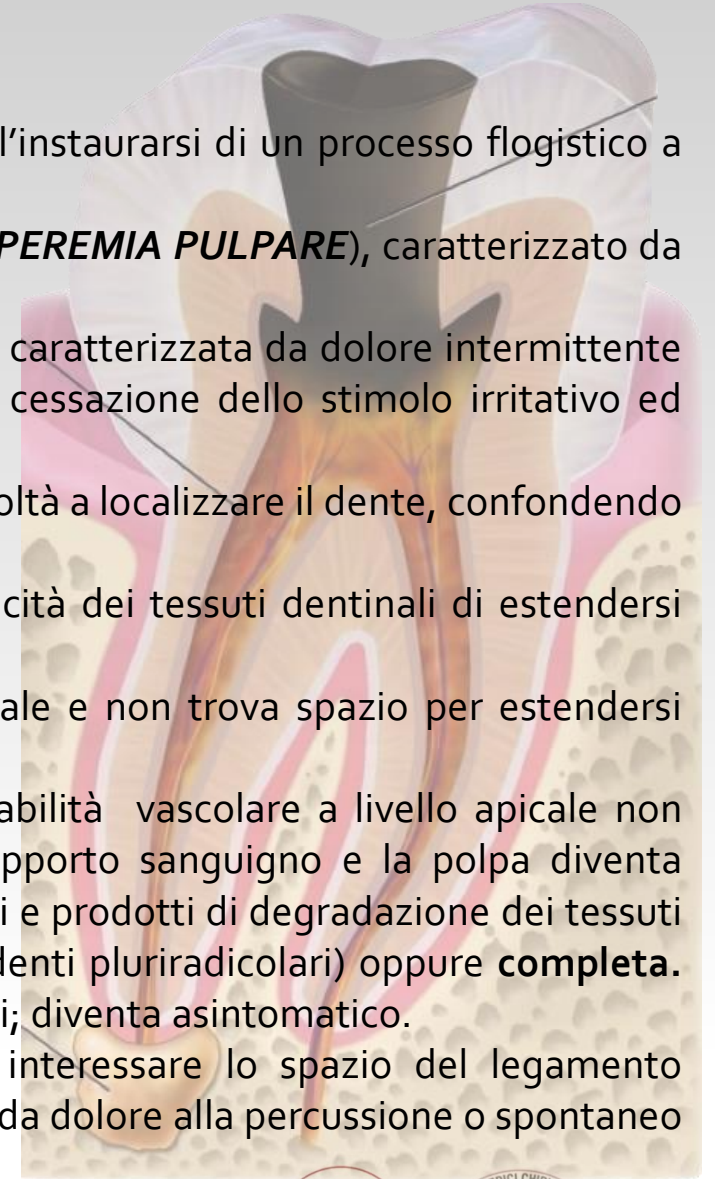 l'instaurarsi di un processo flogistico a
PEREMIA PULPARE), caratterizzato da
caratterizzata da dolore intermittente
cessazione dello stimolo irritativo ed
oltà a localizzare il dente, confondendo
cità dei tessuti dentinali di estendersi
ale e non trova spazio per estendersi
abilità vascolare a livello apicale non
pporto sanguigno e la polpa diventa
i e prodotti di degradazione dei tessuti
denti pluriradicolari) oppure completa.
i; diventa asintomatico.
interessare lo spazio del legamento
da dolore alla percussione o spontaneo